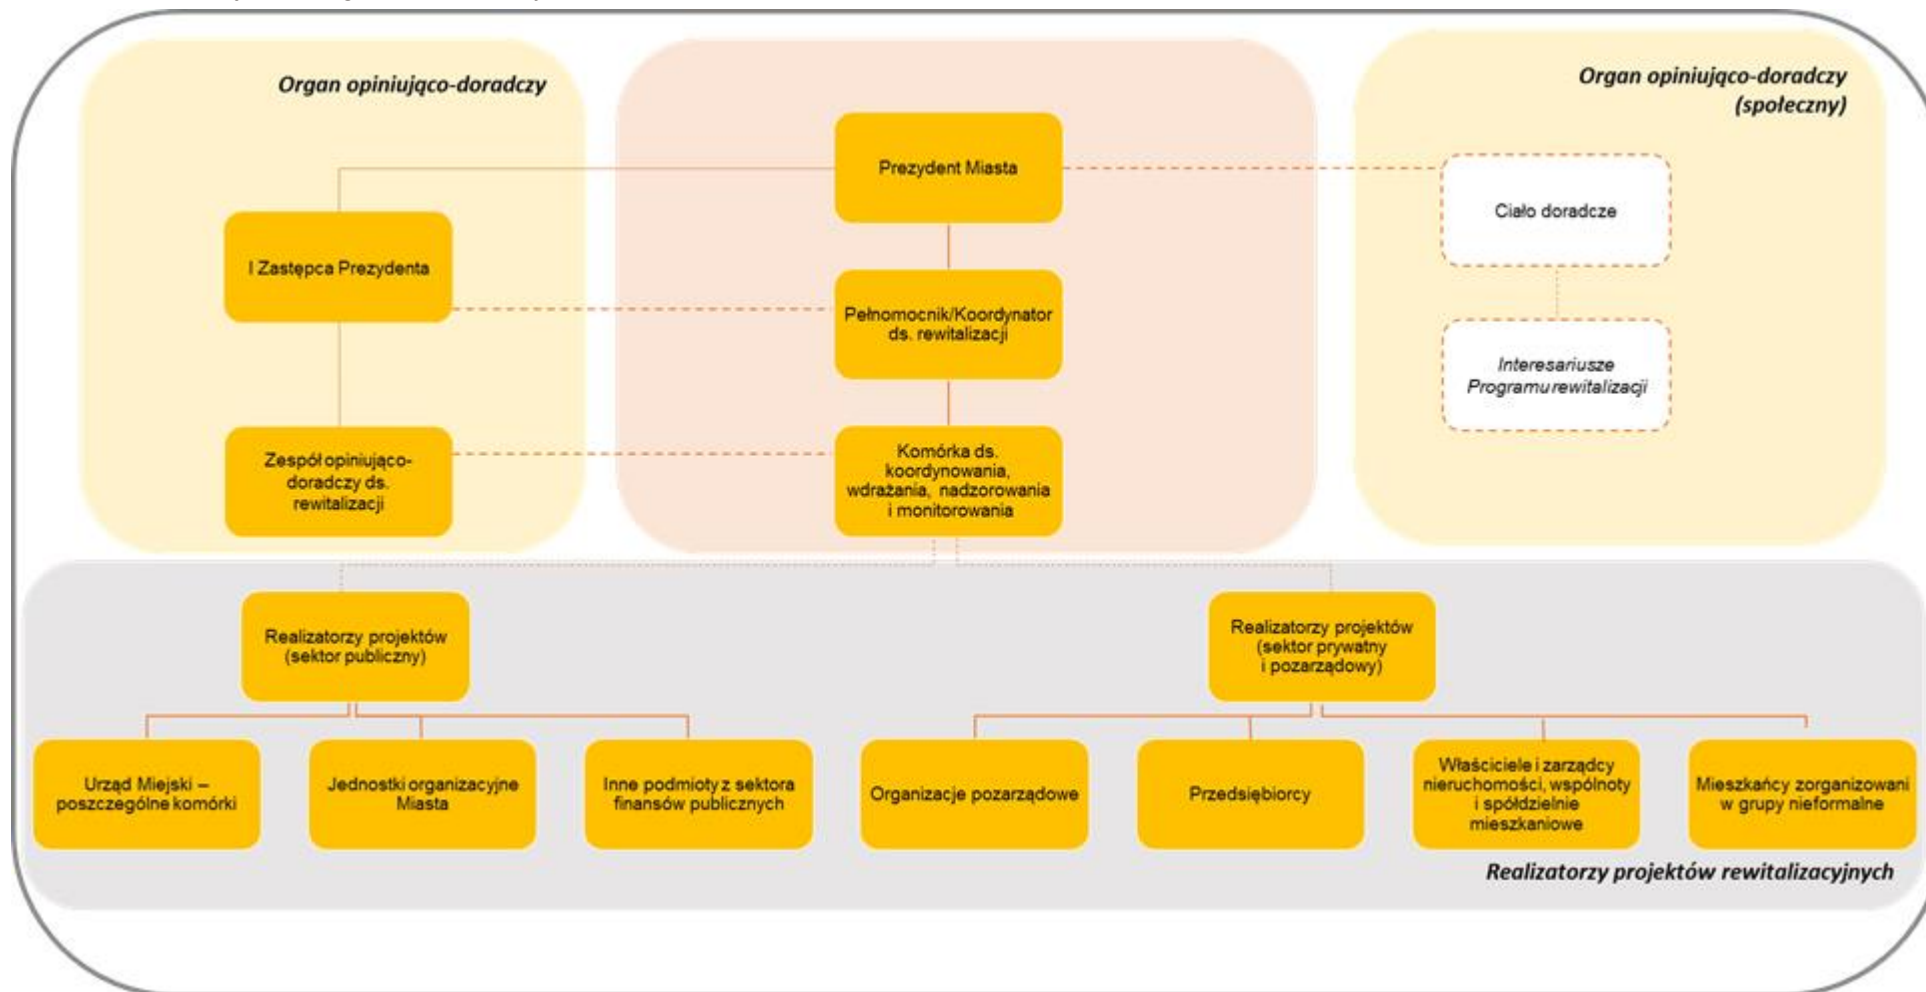 Organ opiniująco-doradczy
Organ opiniująco-doradczy
(społeczny)
Prezydent Miasta
Ciało doradcze
I Zastępca Prezydenta
Pełnomocnik/Koordynator
ds. rewitalizacji
Interesariusze
Programu rewitalizacji
Zespół opiniująco-
doradczy ds.
rewitalizacji
Komórka ds.
koordynowania,
wdrażania, nadzorowania
i monitorowania
Realizatorzy projektów
(sektor publiczny)
Realizatorzy projektów
(sektor prywatny
i pozarządowy)
Urząd Miejski –
poszczególne komórki
Jednostki organizacyjne
Miasta
Inne podmioty z sektora
finansów publicznych
Organizacje pozarządowe
Przedsiębiorcy
Właściciele i zarządcy
nieruchomości, wspólnoty
i spółdzielnie
mieszkaniowe
Mieszkańcy zorganizowani
w grupy nieformalne
Realizatorzy projektów rewitalizacyjnych